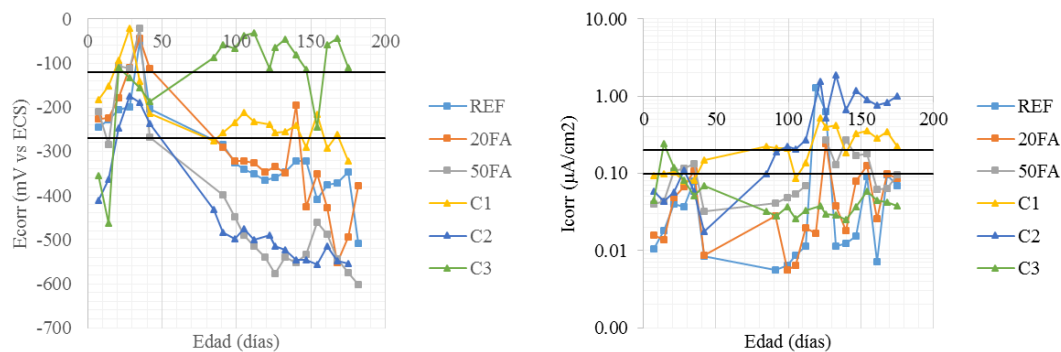 0
-100
-200
-300
-400
-500
-600
-700
0
50
100
150
200
Ecorr (mV vs ECS)
Edad (días)
REF
20FA
50FA
C1
C2
C3
10.00
1.00
0.10
0.01
0.00
0
50
100
150
200
Icorr (µA/cm2)
Edad (días)
REF
20FA
50FA
C1
C2
C3